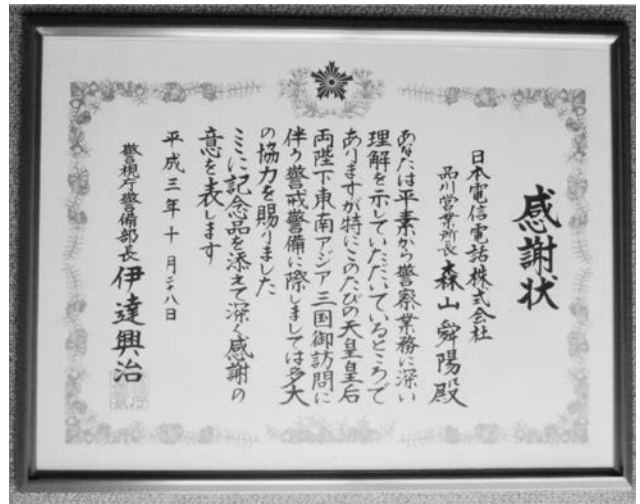 感謝状
日本電信電話株式会社
品川営業所長 森山舜陽殿
あなたは平素から警察業務に深い
理解を示していただいているところで
ありますが特にこのたびの天皇皇后
両陛下東南アジア三国御訪問に
伴う警戒警備に際しましては多大
の協力を賜りました
ここに記念品を添えて深く感謝の
意を表します
平成三年十月二八日
警視庁警備部長 伊達興治